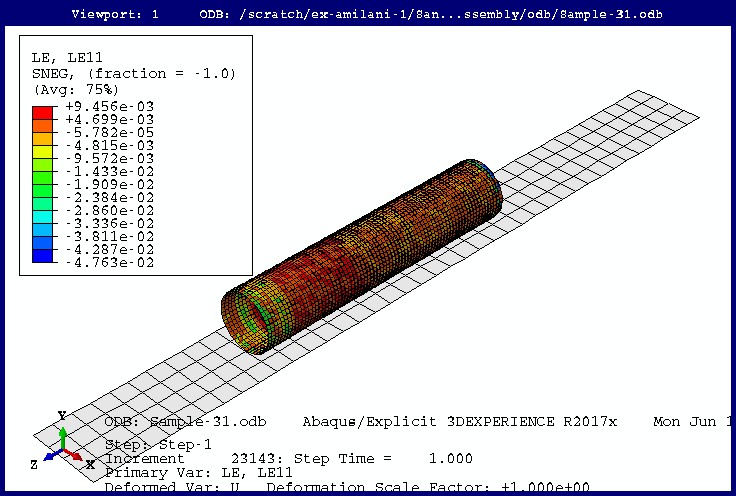 Viewport: 1 ODB: /scratch/ex-amilani-1/San...ssembly/odb/Sample-31.odb
LE, LE11
SNEG, (fraction = -1.0)
(Avg: 75%)
+9.456e-03
+4.699e-03
-5.782e-05
-4.815e-03
-9.572e-03
-1.433e-02
-1.909e-02
-2.384e-02
-2.860e-02
-3.336e-02
-3.811e-02
-4.287e-02
-4.763e-02
Y
Z X
ODB: Sample-31.odb Abaqus/Explicit 3DEXPERIENCE R2017x Mon Jun 1
Step: Step-1
Increment 23143: Step Time = 1.000
Primary Var: LE, LE11
Deformed Var: U Deformation Scale Factor: +1.000e+00